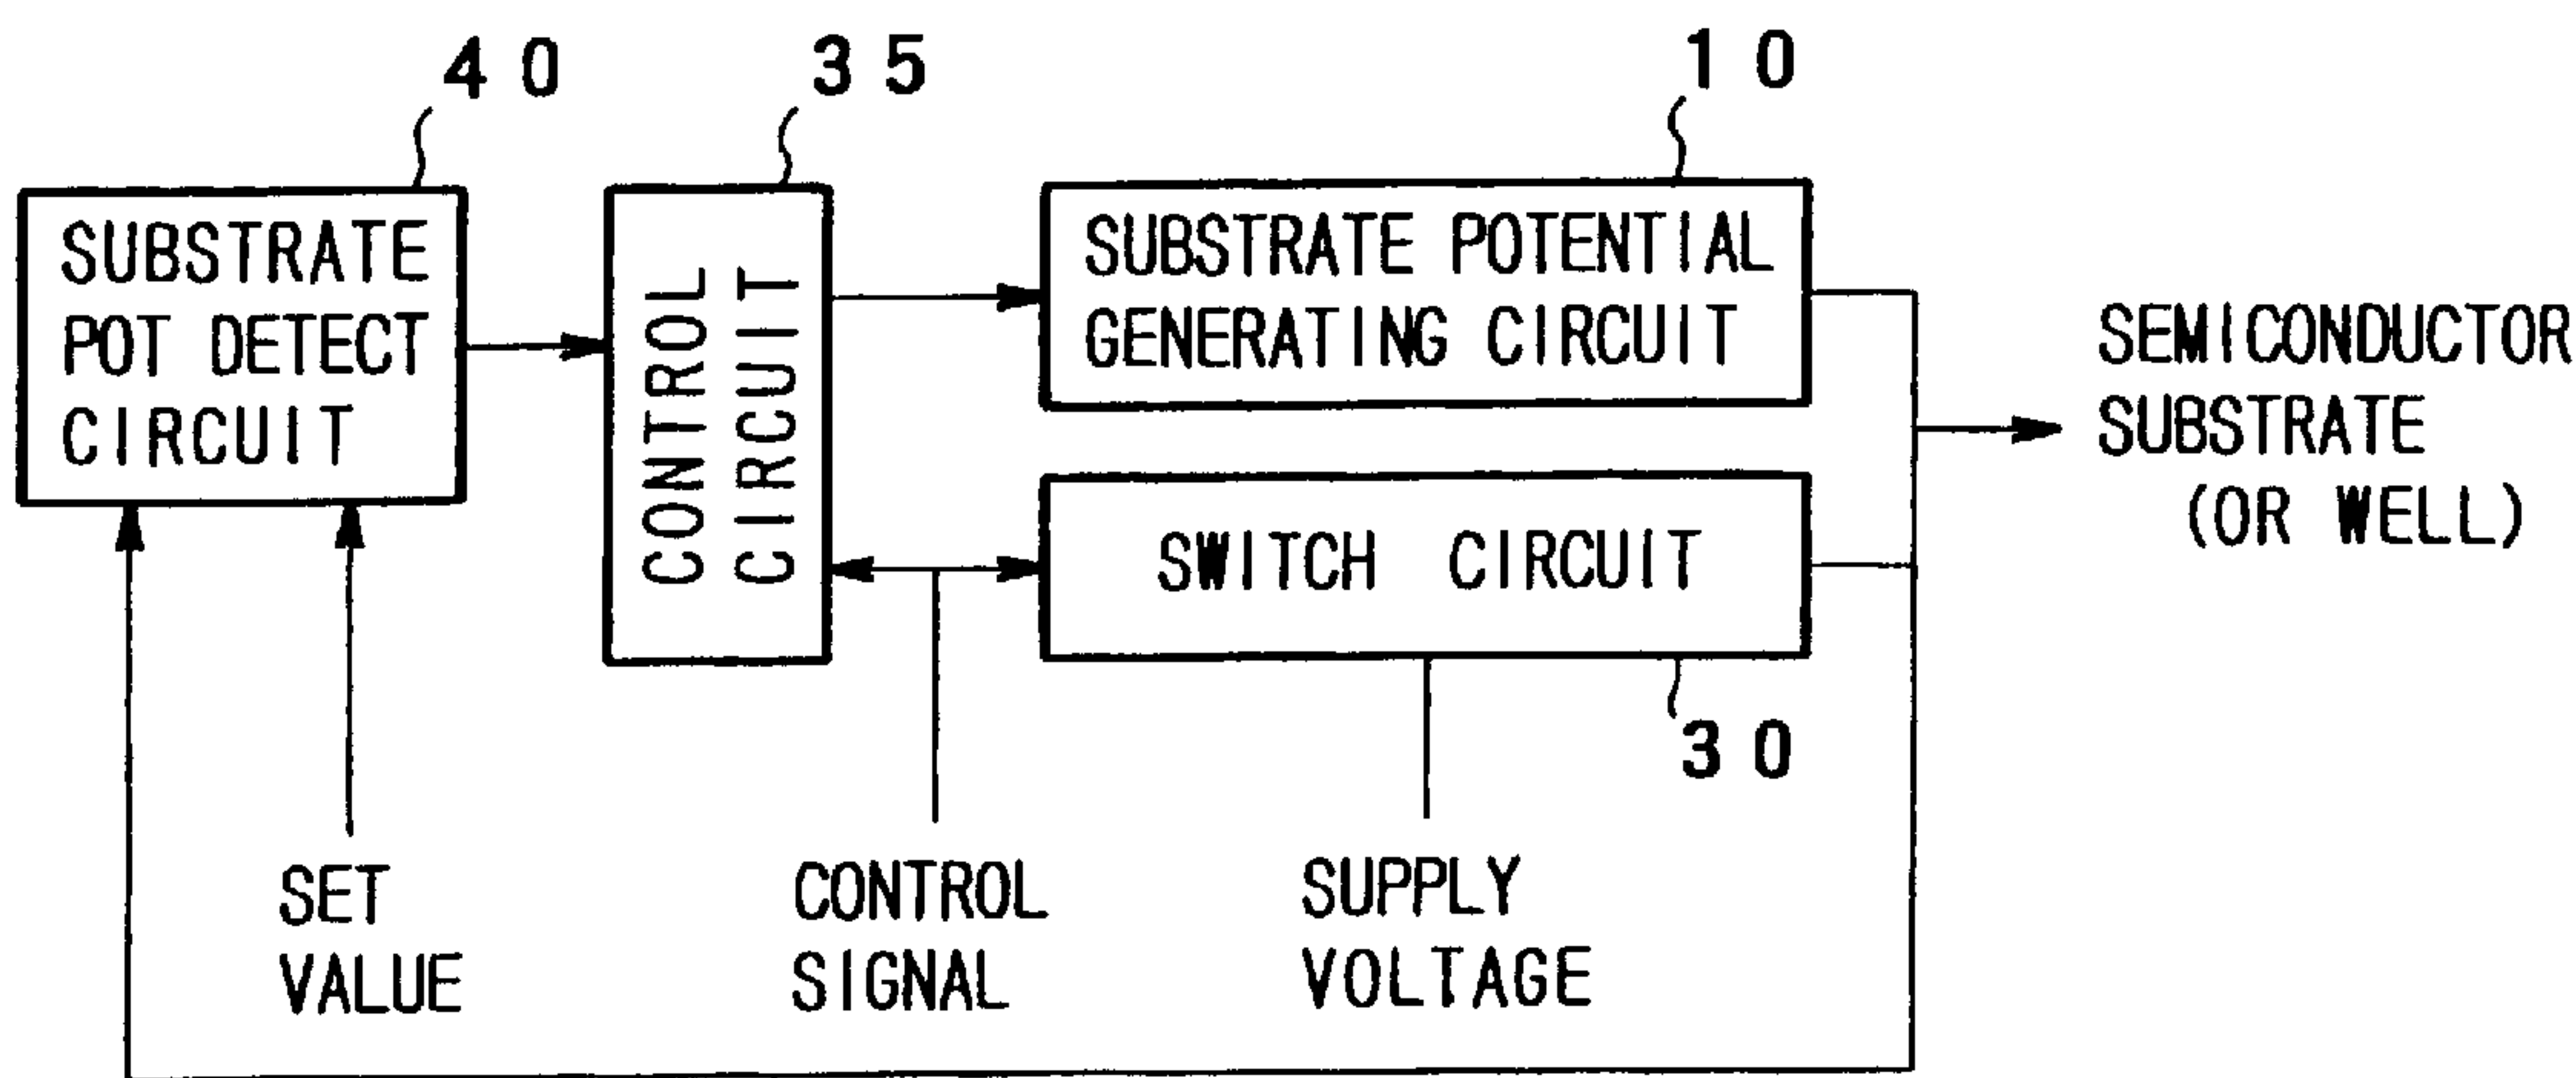 40
35
10
SUBSTRATE
POT DETECT
CIRCUIT
CONTROL
CIRCUIT
SUBSTRATE POTENTIAL
GENERATING CIRCUIT
SWITCH CIRCUIT
SEMICONDUCTOR
SUBSTRATE
(OR WELL)
30
SET
VALUE
CONTROL
SIGNAL
SUPPLY
VOLTAGE